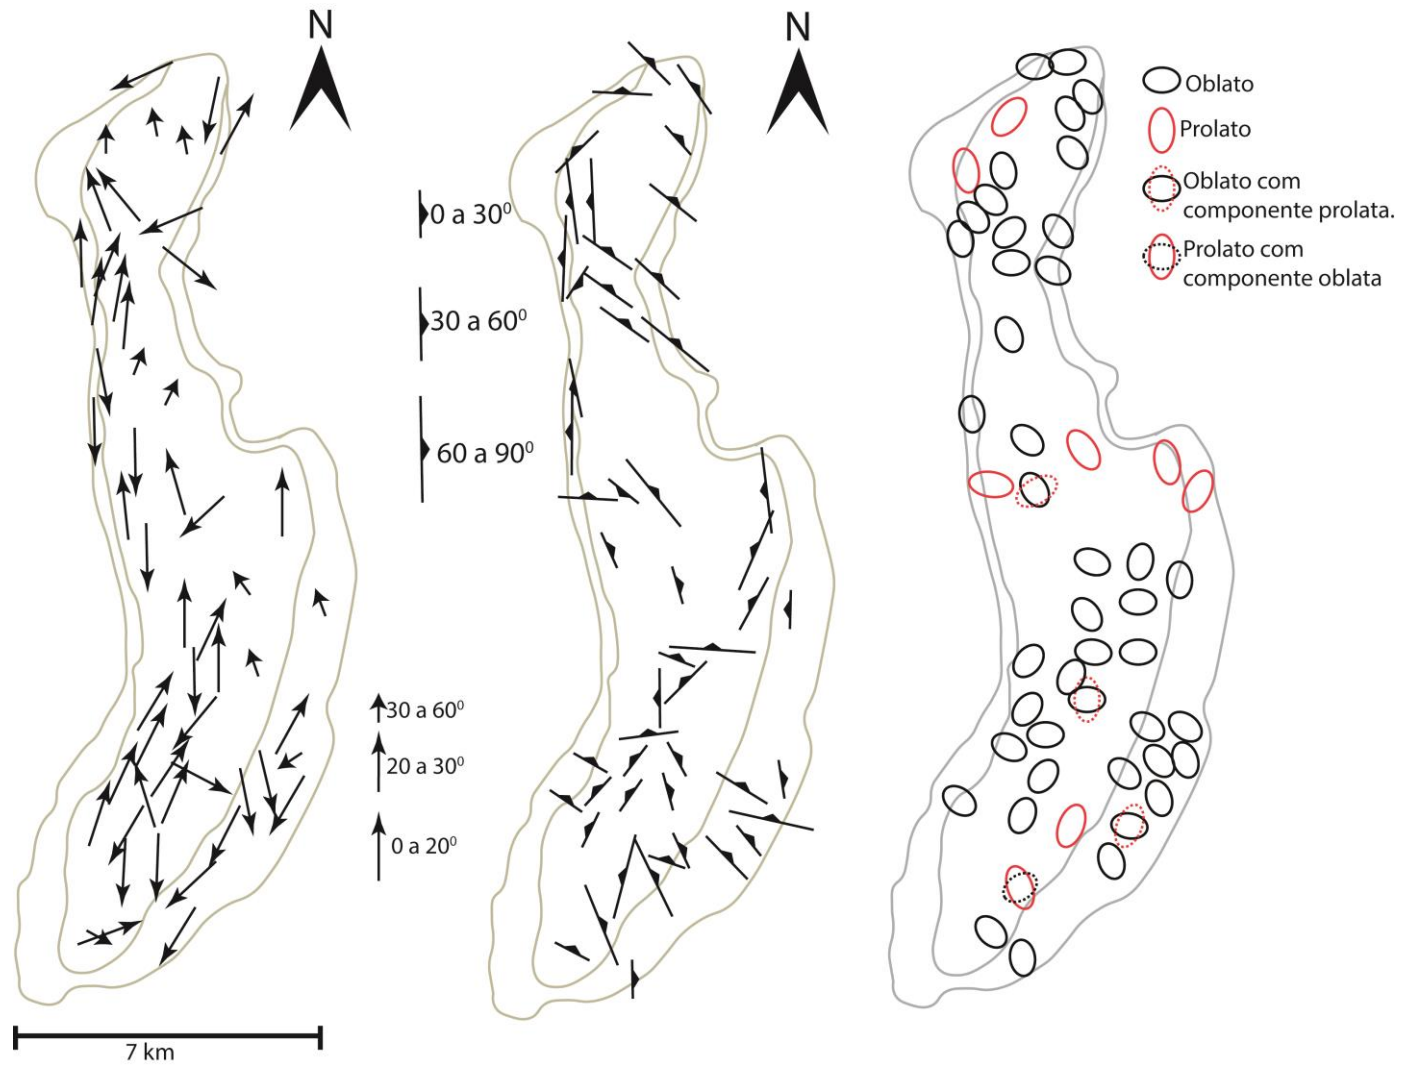 N
N
0 a 30⁰
30 a 60⁰
60 a 90⁰
30 a 60⁰
20 a 30⁰
0 a 20⁰
7 km
Oblato
Prolato
Oblato com
componente prolata.
Prolato com
componente oblata